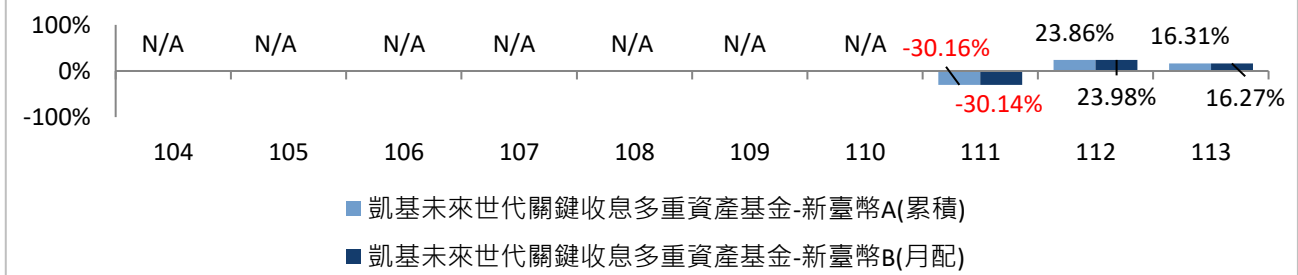 100%
0%
-100%
N/A N/A N/A N/A N/A N/A N/A -30.16% 23.86% 16.31%
-30.14% 23.98% 16.27%
104 105 106 107 108 109 110 111 112 113
凱基未來世代關鍵收息多重資產基金-新臺幣A(累積)
凱基未來世代關鍵收息多重資產基金-新臺幣B(月配)